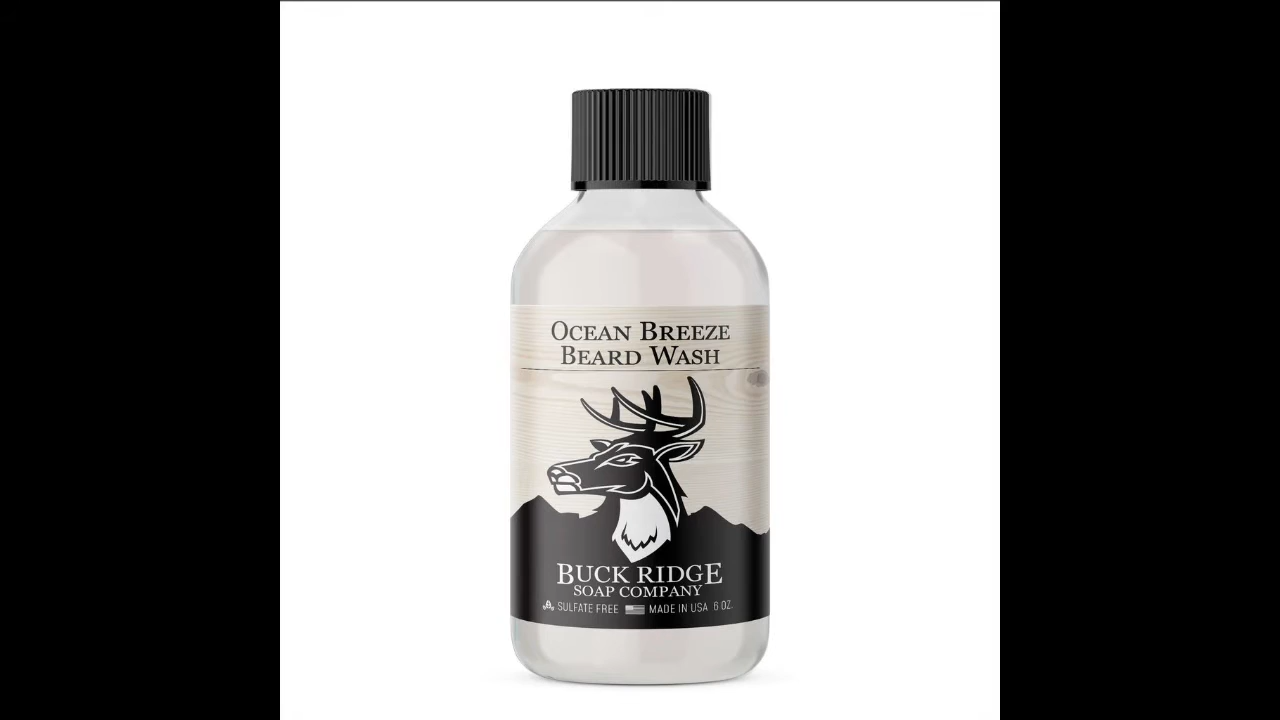 OCEAN BREEZE
BEARD WASH
BUCK RIDGE
SOAP COMPANY
SULFATE FREE MADE IN USA 6 OZ.